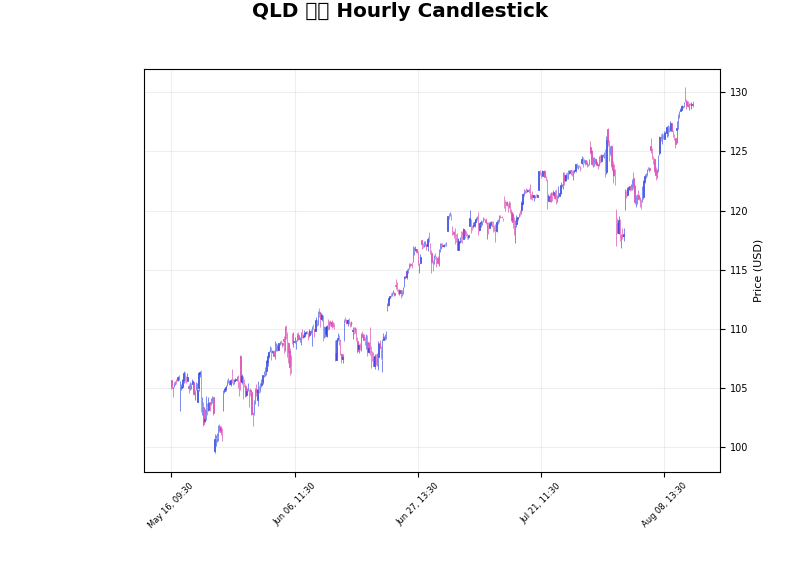 QLD Hourly Candlestick
130
125
120
115
110
105
100
Price (USD)
May 16, 09:30
Jun 06, 11:30
Jun 27, 13:30
Jul 21, 11:30
Aug 08, 13:30